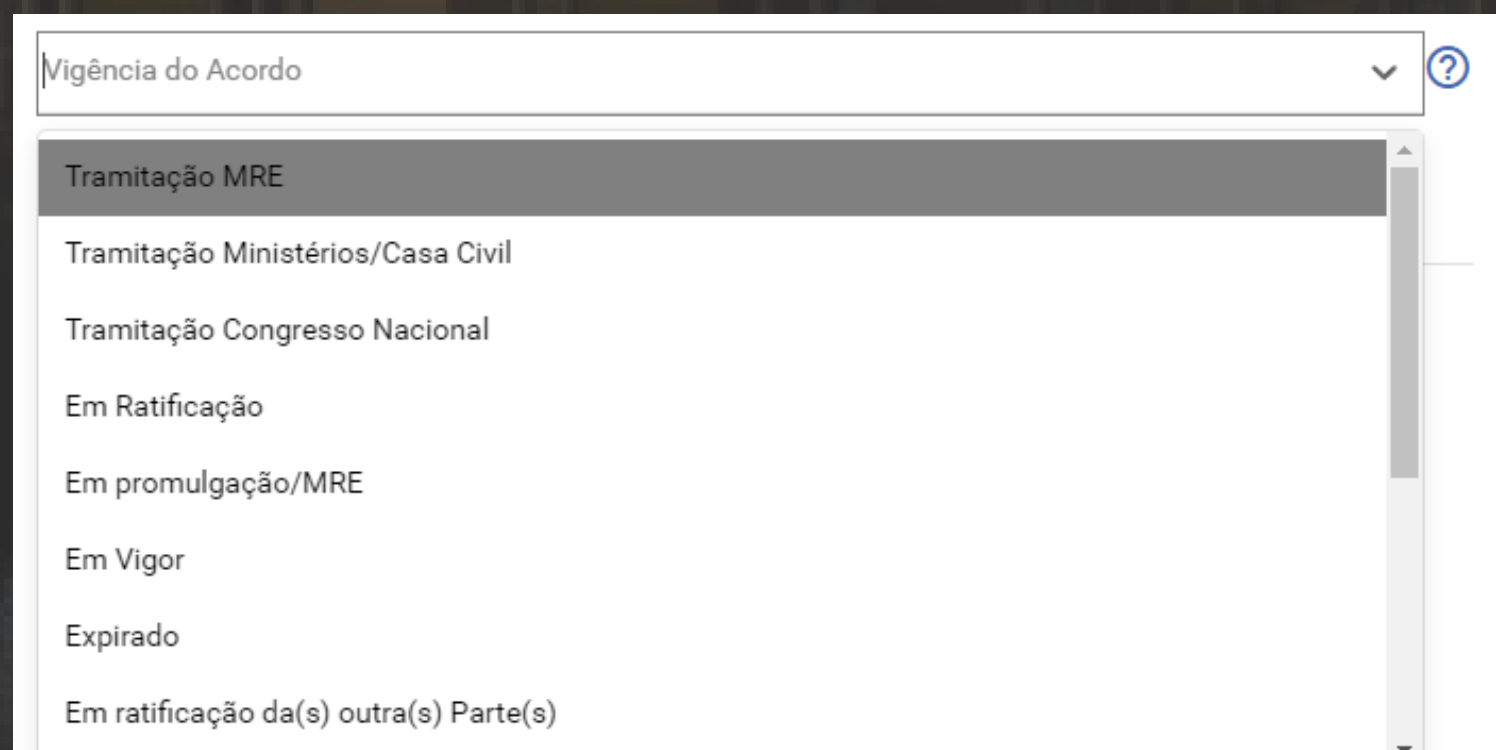 Vigência do Acordo
Tramitação MRE
Tramitação Ministérios/Casa Civil
Tramitação Congresso Nacional
Em Ratificação
Em promulgação/MRE
Em Vigor
Expirado
Em ratificação da(s) outra(s) Parte(s)